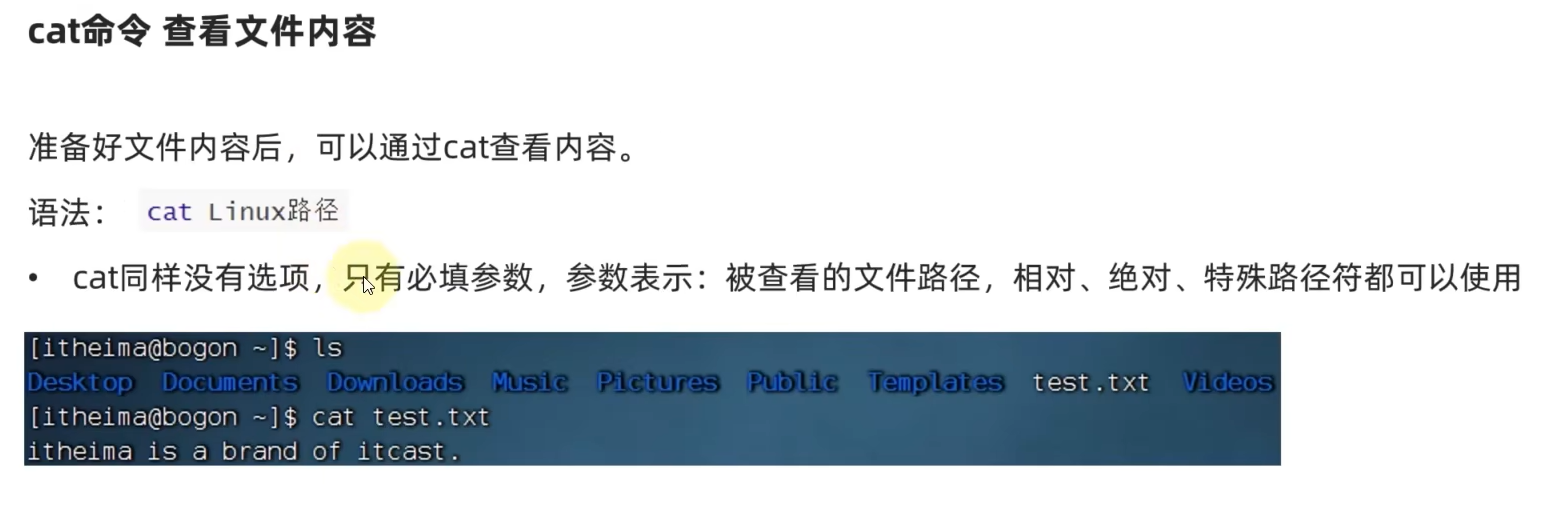 cat命令 查看文件内容
准备好文件内容后，可以通过cat查看内容。
语法： cat Linux路径
• cat同样没有选项，只有必填参数，参数表示：被查看的文件路径，相对、绝对、特殊路径符都可以使用
[itheima@bogon ~]$ ls
Desktop Documents Downloads Music Pictures Public Templates test.txt Videos
[itheima@bogon ~]$ cat test.txt
itheima is a brand of itcast.